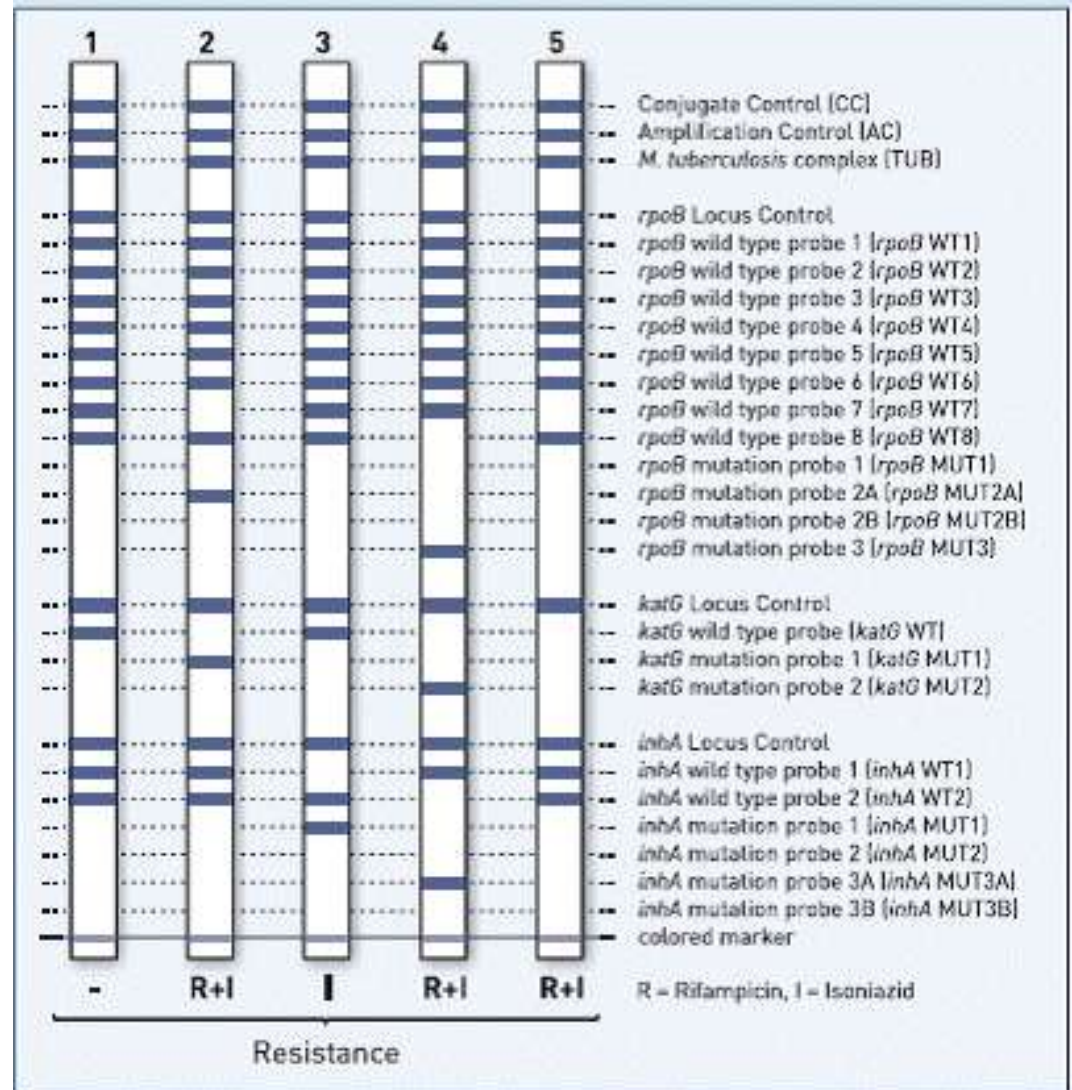 1 2 3 4 5
Conjugate Control (CC)
Amplification Control (AC)
M. tuberculosis complex (TUB)
rpoB Locus Control
rpoB wild type probe 1 (rpoB WT1)
rpoB wild type probe 2 (rpoB WT2)
rpoB wild type probe 3 (rpoB WT3)
rpoB wild type probe 4 (rpoB WT4)
rpoB wild type probe 5 (rpoB WT5)
rpoB wild type probe 6 (rpoB WT6)
rpoB wild type probe 7 (rpoB WT7)
rpoB wild type probe 8 (rpoB WT8)
rpoB mutation probe 1 (rpoB MUT1)
rpoB mutation probe 2A (rpoB MUT2A)
rpoB mutation probe 2B (rpoB MUT2B)
rpoB mutation probe 3 (rpoB MUT3)
katG Locus Control
katG wild type probe (katG WT)
katG mutation probe 1 (katG MUT1)
katG mutation probe 2 (katG MUT2)
inhA Locus Control
inhA wild type probe 1 (inhA WT1)
inhA wild type probe 2 (inhA WT2)
inhA mutation probe 1 (inhA MUT1)
inhA mutation probe 2 (inhA MUT2)
inhA mutation probe 3A (inhA MUT3A)
inhA mutation probe 3B (inhA MUT3B)
colored marker
- R+I I R+I R+I R = Rifampicin, I = Isoniazid
Resistance